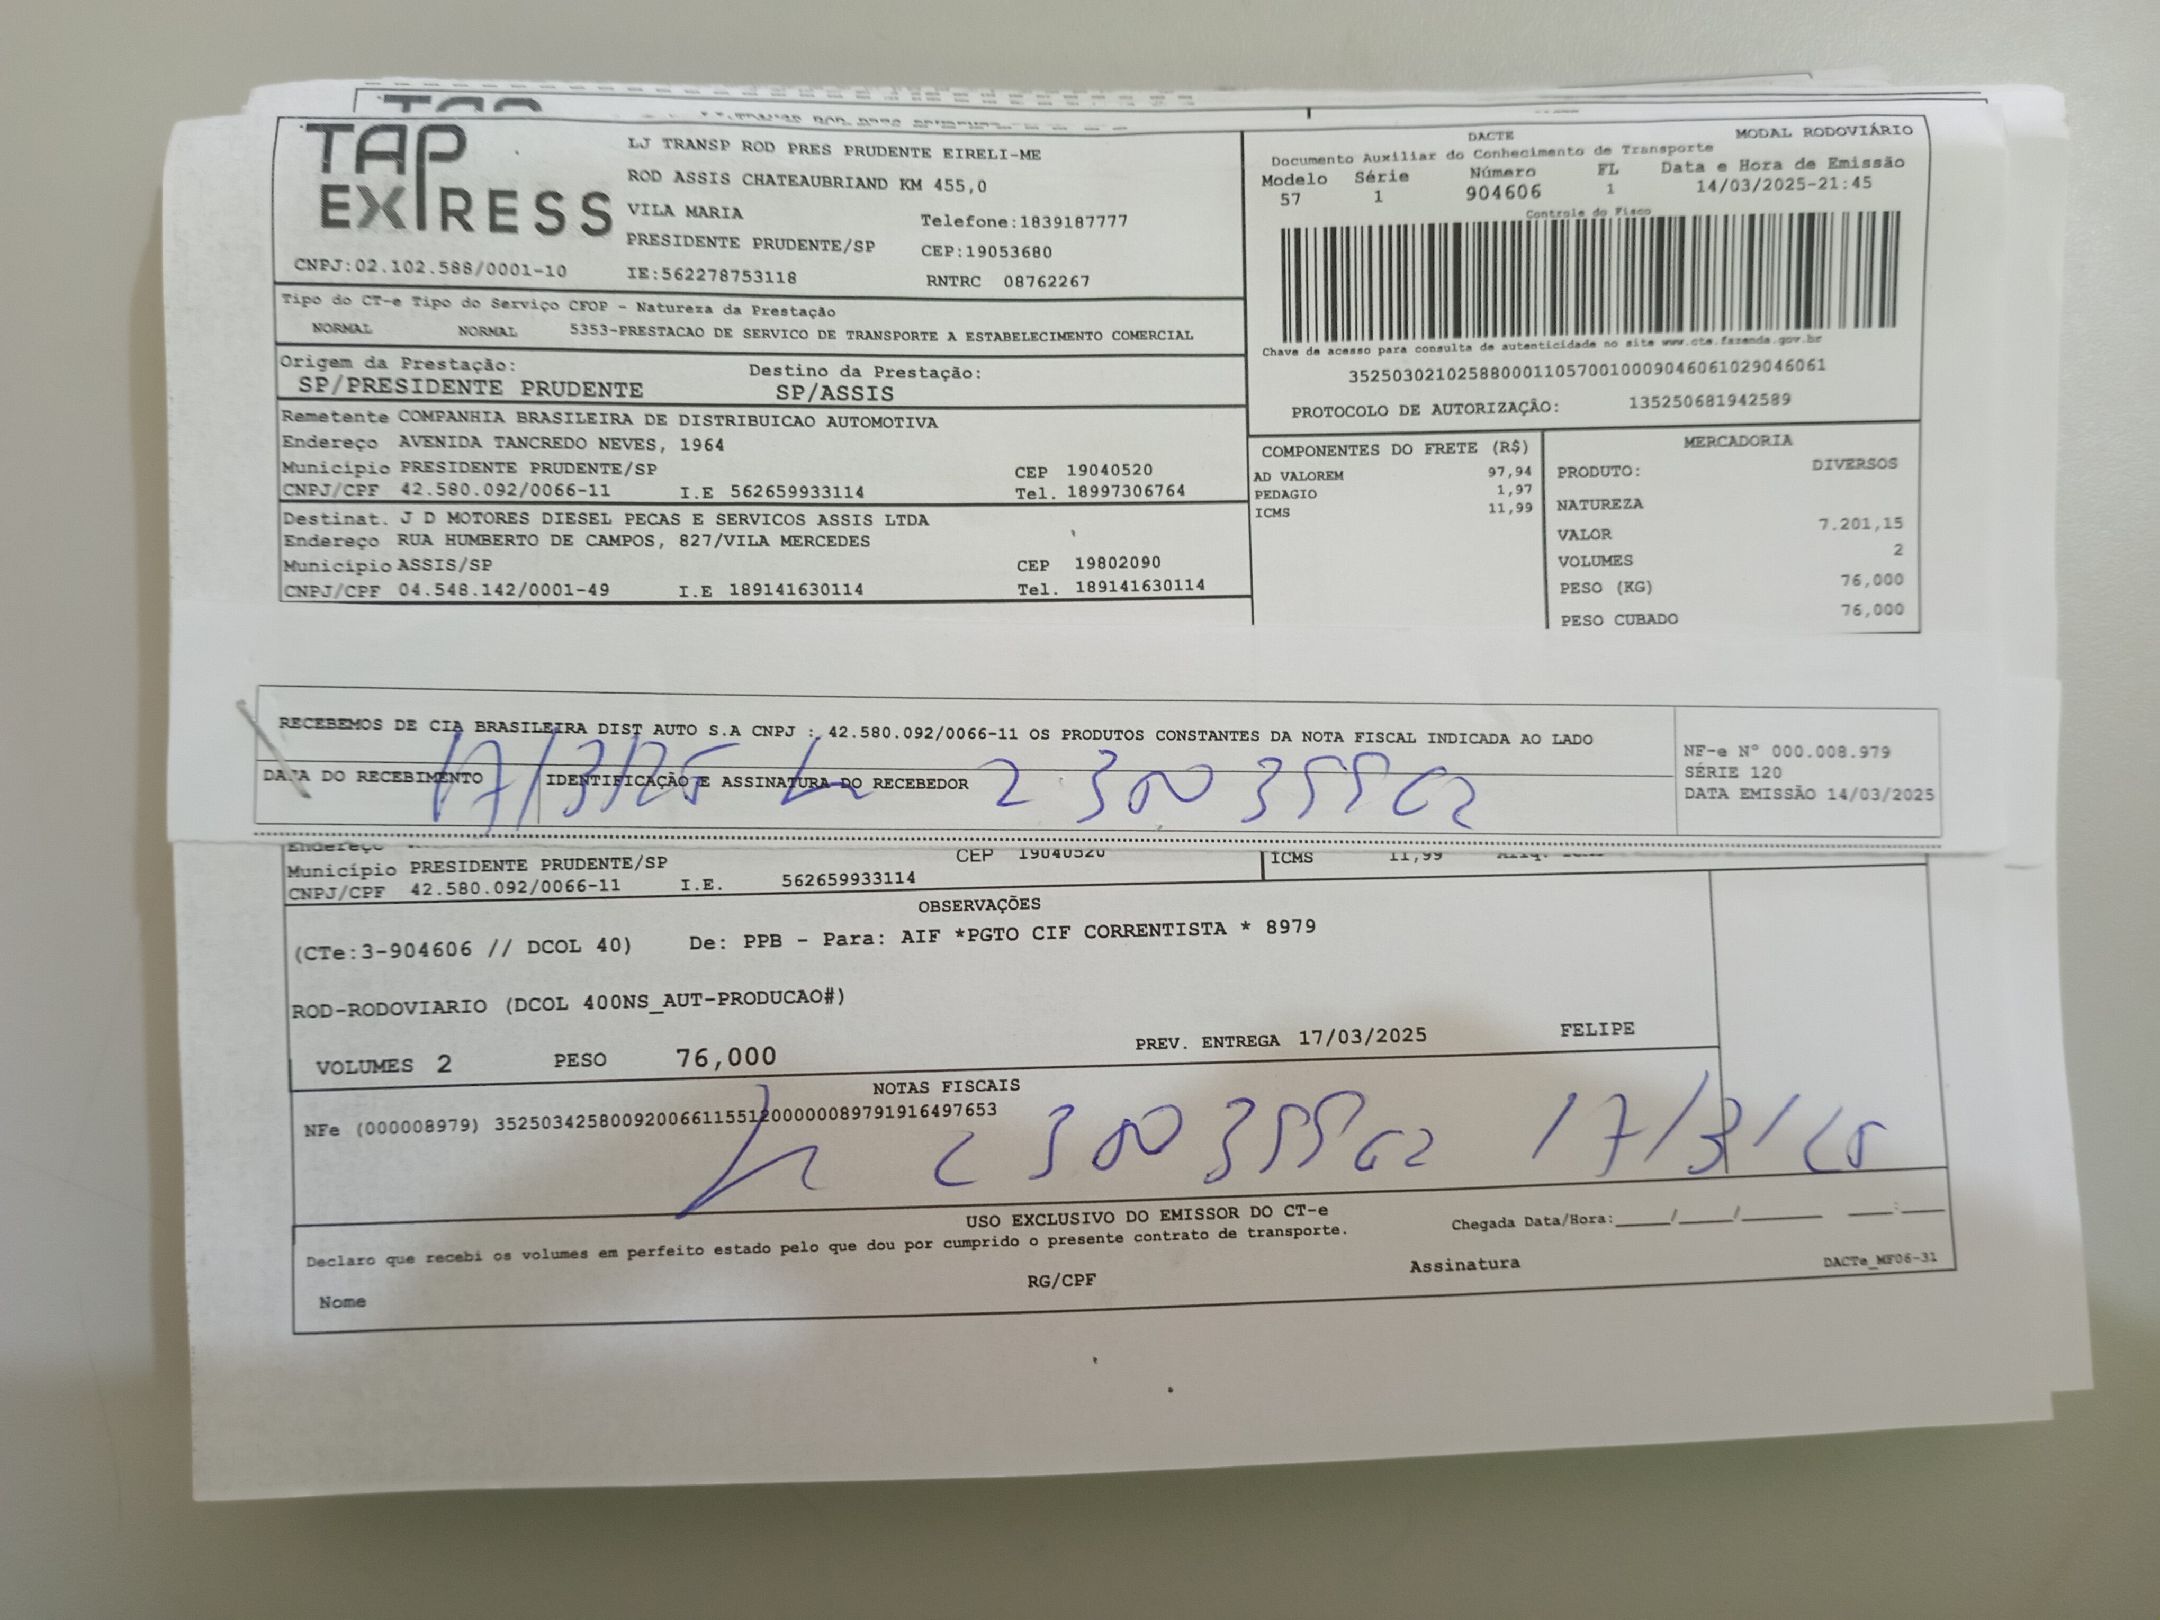 TAP
EXPRESS
LJ TRANSP ROD PRES PRUDENTE EIRELI-ME
ROD ASSIS CHATEAUBRIAND KM 455,0
VILA MARIA
Telefone:1839187777
PRESIDENTE PRUDENTE/SP
CEP:19053680
CNPJ:02.102.588/0001-10
IE:562278753118
RNTRC 08762267
DACTE
MODAL RODOVIÁRIO
Documento Auxiliar do Conhecimento de Transporte
Modelo Série Número FL Data e Hora de Emissão
57 1 904606 1 14/03/2025-21:45
Controle do Fisco
Chave de acesso para consulta de autenticidade no site www.cte.fazenda.gov.br
35250302102588000110570010009046061029046061
PROTOCOLO DE AUTORIZAÇÃO: 135250681942589
Tipo do CT-e Tipo do Serviço CFOP - Natureza da Prestação
NORMAL NORMAL 5353-PRESTACAO DE SERVICO DE TRANSPORTE A ESTABELECIMENTO COMERCIAL
Origem da Prestação: Destino da Prestação:
SP/PRESIDENTE PRUDENTE SP/ASSIS
Remetente COMPANHIA BRASILEIRA DE DISTRIBUICAO AUTOMOTIVA
Endereço AVENIDA TANCREDO NEVES, 1964
Município PRESIDENTE PRUDENTE/SP CEP 19040520
CNPJ/CPF 42.580.092/0066-11 I.E 562659933114 Tel. 18997306764
Destinat. J D MOTORES DIESEL PECAS E SERVICOS ASSIS LTDA
Endereço RUA HUMBERTO DE CAMPOS, 827/VILA MERCEDES
Município ASSIS/SP CEP 19802090
CNPJ/CPF 04.548.142/0001-49 I.E 189141630114 Tel. 189141630114
COMPONENTES DO FRETE (R$)
AD VALOREM 97,94
PEDAGIO 1,97
ICMS 11,99
MERCADORIA
PRODUTO: DIVERSOS
NATUREZA
VALOR 7.201,15
VOLUMES 2
PESO (KG) 76,000
PESO CUBADO 76,000
RECEBEMOS DE CIA BRASILEIRA DIST AUTO S.A CNPJ : 42.580.092/0066-11 OS PRODUTOS CONSTANTES DA NOTA FISCAL INDICADA AO LADO
DATA DO RECEBIMENTO IDENTIFICAÇÃO E ASSINATURA DO RECEBEDOR
17/3/25
NF-e Nº 000.008.979
SÉRIE 120
DATA EMISSÃO 14/03/2025
Endereço
Município PRESIDENTE PRUDENTE/SP CEP 19040520
CNPJ/CPF 42.580.092/0066-11 I.E. 562659933114
ICMS 11,99
OBSERVAÇÕES
(CTe:3-904606 // DCOL 40) De: PPB - Para: AIF *PGTO CIF CORRENTISTA * 8979
ROD-RODOVIARIO (DCOL 400NS_AUT-PRODUCAO#)
VOLUMES 2 PESO 76,000 PREV. ENTREGA 17/03/2025 FELIPE
NOTAS FISCAIS
NFe (000008979) 35250342580092006611551200000089791916497653
17/3/25
USO EXCLUSIVO DO EMISSOR DO CT-e
Declaro que recebi os volumes em perfeito estado pelo que dou por cumprido o presente contrato de transporte.
Chegada Data/Hora:____/____/______ ___:___
Nome RG/CPF Assinatura DACTe_MF06-31